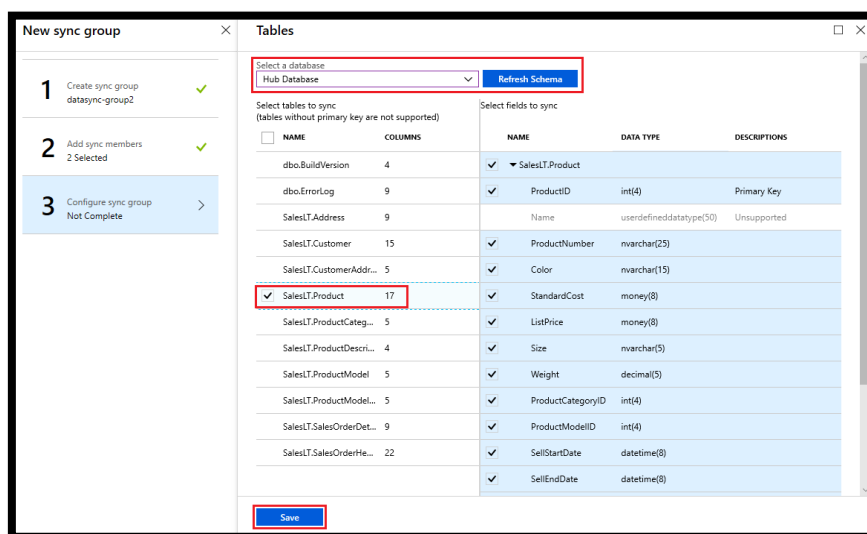 New sync group
1
Create sync group
datasync-group2
2
Add sync members
2 Selected
3
Configure sync group
Not Complete
Tables
Select a database
Hub Database
Refresh Schema
Select tables to sync
(tables without primary key are not supported)
NAME COLUMNS
dbo.BuildVersion 4
dbo.ErrorLog 9
SalesLT.Address 9
SalesLT.Customer 15
SalesLT.CustomerAddr... 5
SalesLT.Product 17
SalesLT.ProductCateg... 5
SalesLT.ProductDescri... 4
SalesLT.ProductModel 5
SalesLT.ProductModel... 5
SalesLT.SalesOrderDet... 9
SalesLT.SalesOrderHe... 22
Select fields to sync
NAME DATA TYPE DESCRIPTIONS
SalesLT.Product
ProductID int(4) Primary Key
Name userdefineddatatype(50) Unsupported
ProductNumber nvarchar(25)
Color nvarchar(15)
StandardCost money(8)
ListPrice money(8)
Size nvarchar(5)
Weight decimal(5)
ProductCategoryID int(4)
ProductModelID int(4)
SellStartDate datetime(8)
SellEndDate datetime(8)
Save